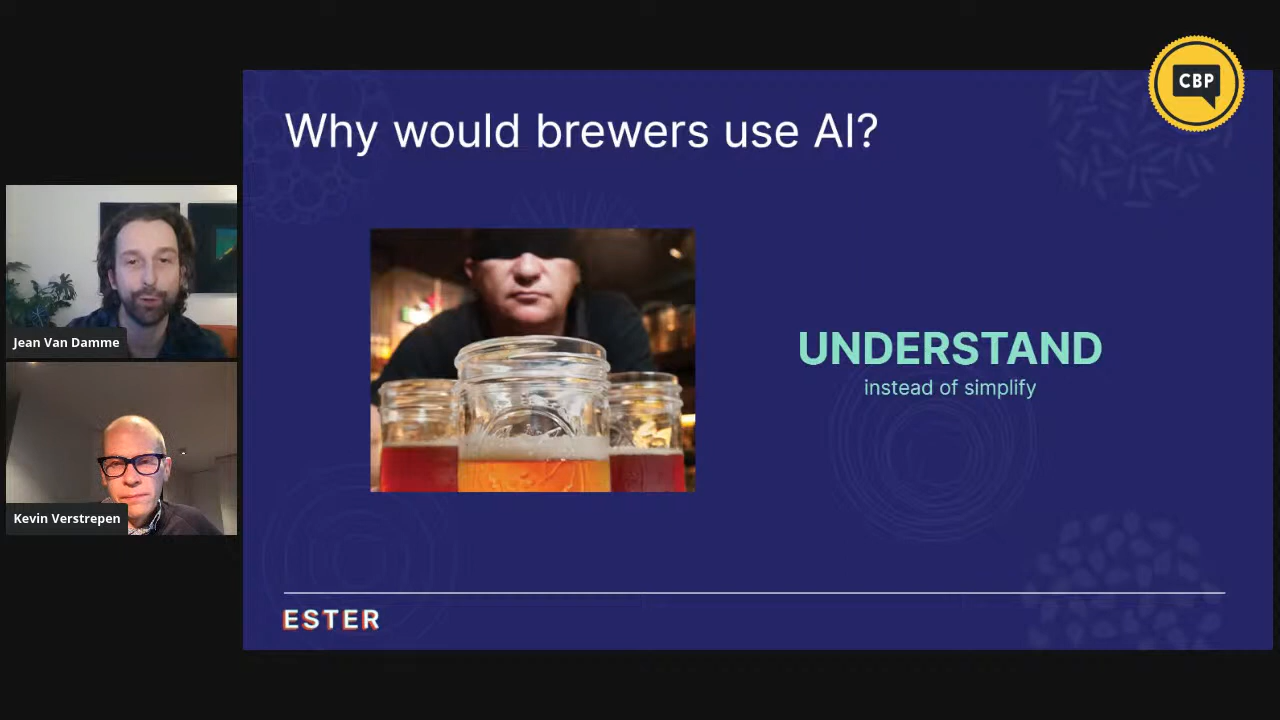 CBP
Why would brewers use AI?
Jean Van Damme
UNDERSTAND
instead of simplify
Kevin Verstrepen
ESTER